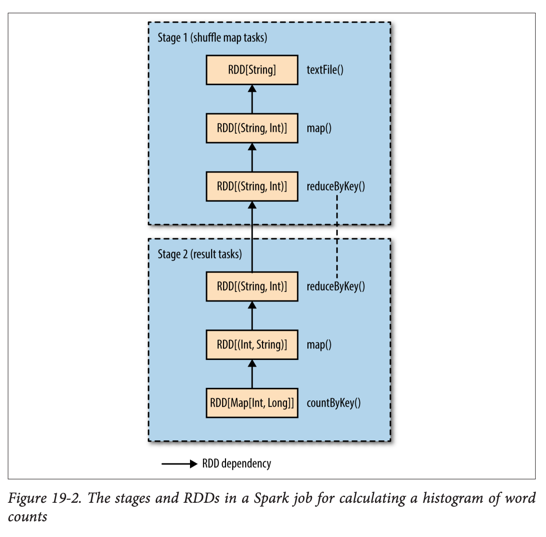 Stage 1 (shuffle map tasks)
RDD[String] textFile()
RDD[(String, Int)] map()
RDD[(String, Int)] reduceByKey()
Stage 2 (result tasks)
RDD[(String, Int)] reduceByKey()
RDD[(Int, String)] map()
RDD[Map[Int, Long]] countByKey()
RDD dependency
Figure 19-2. The stages and RDDs in a Spark job for calculating a histogram of word
counts